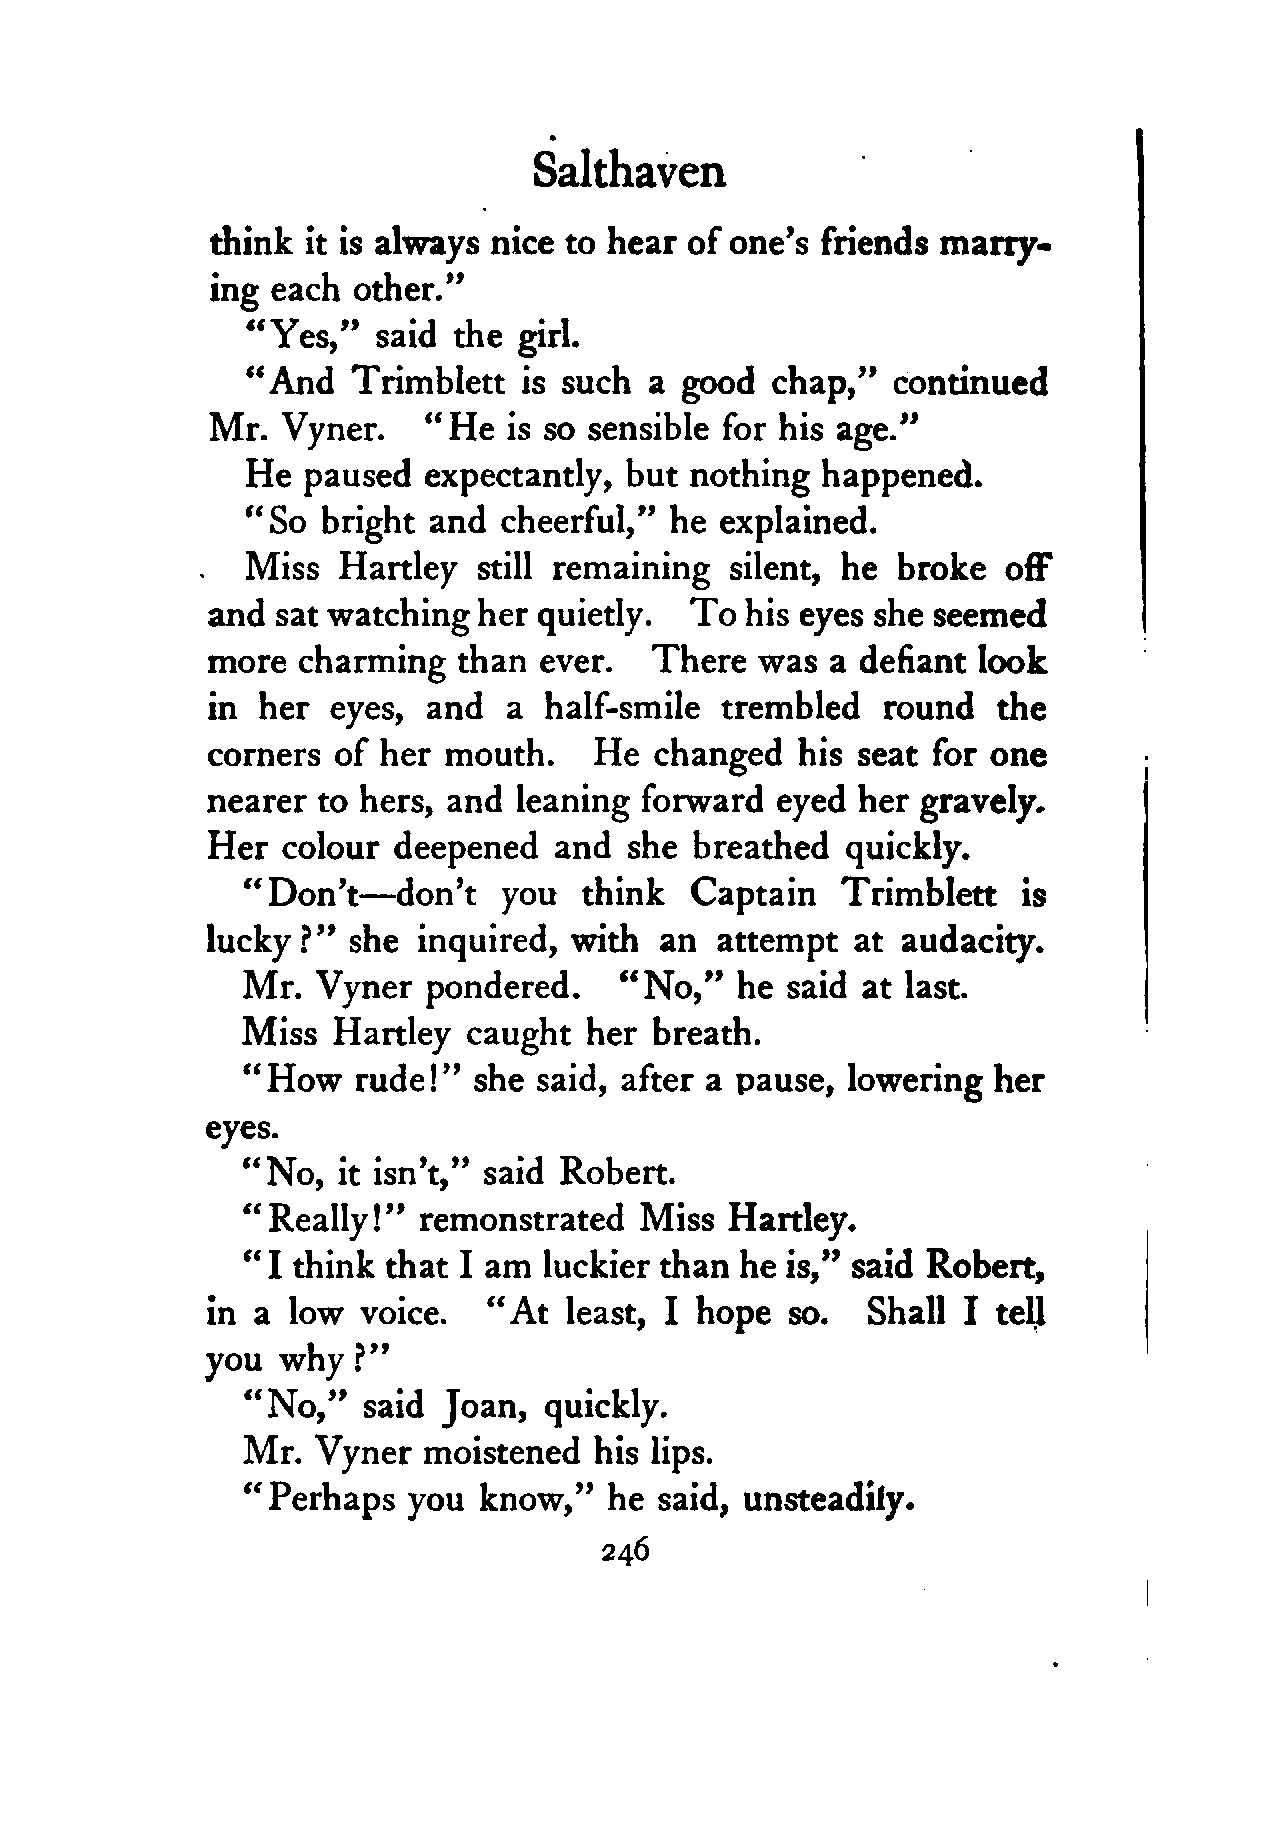 Salthaven
think it is always nice to hear of one's friends marry-
ing each other."
"Yes," said the girl.
"And Trimblett is such a good chap," continued
Mr. Vyner. "He is so sensible for his age."
He paused expectantly, but nothing happened.
"So bright and cheerful," he explained.
Miss Hartley still remaining silent, he broke off
and sat watching her quietly. To his eyes she seemed
more charming than ever. There was a defiant look
in her eyes, and a half-smile trembled round the
corners of her mouth. He changed his seat for one
nearer to hers, and leaning forward eyed her gravely.
Her colour deepened and she breathed quickly.
"Don't—don't you think Captain Trimblett is
lucky?" she inquired, with an attempt at audacity.
Mr. Vyner pondered. "No," he said at last.
Miss Hartley caught her breath.
"How rude!" she said, after a pause, lowering her
eyes.
"No, it isn't," said Robert.
"Really!" remonstrated Miss Hartley.
"I think that I am luckier than he is," said Robert,
in a low voice. "At least, I hope so. Shall I tell
you why?"
"No," said Joan, quickly.
Mr. Vyner moistened his lips.
"Perhaps you know," he said, unsteadily.
246